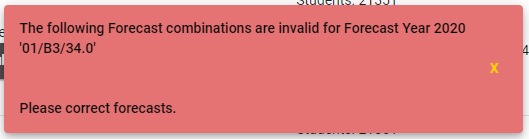 The following Forecast combinations are invalid for Forecast Year 2020
'01/B3/34.0'
X
Please correct forecasts.